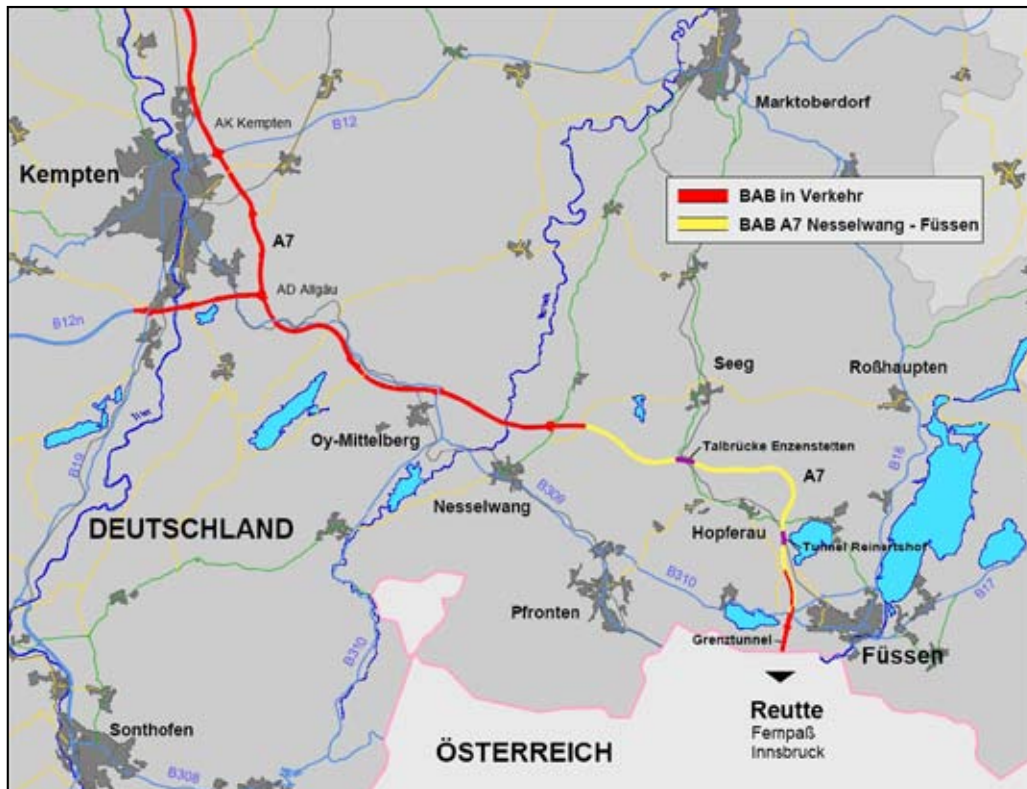 AK Kempten
B12
Marktoberdorf
Kempten
BAB in Verkehr
BAB A7 Nesselwang - Füssen
A7
AD Allgäu
B12n
Seeg
Roßhaupten
Oy-Mittelberg
Talbrücke Enzenstetten
B19
A7
B16
Nesselwang
B309
DEUTSCHLAND
Hopferau
Tunnel Reinertshof
Pfronten
B310
B17
Grenztunnel
Füssen
B310
Reutte
Fernpaß
Innsbruck
Sonthofen
ÖSTERREICH
B308